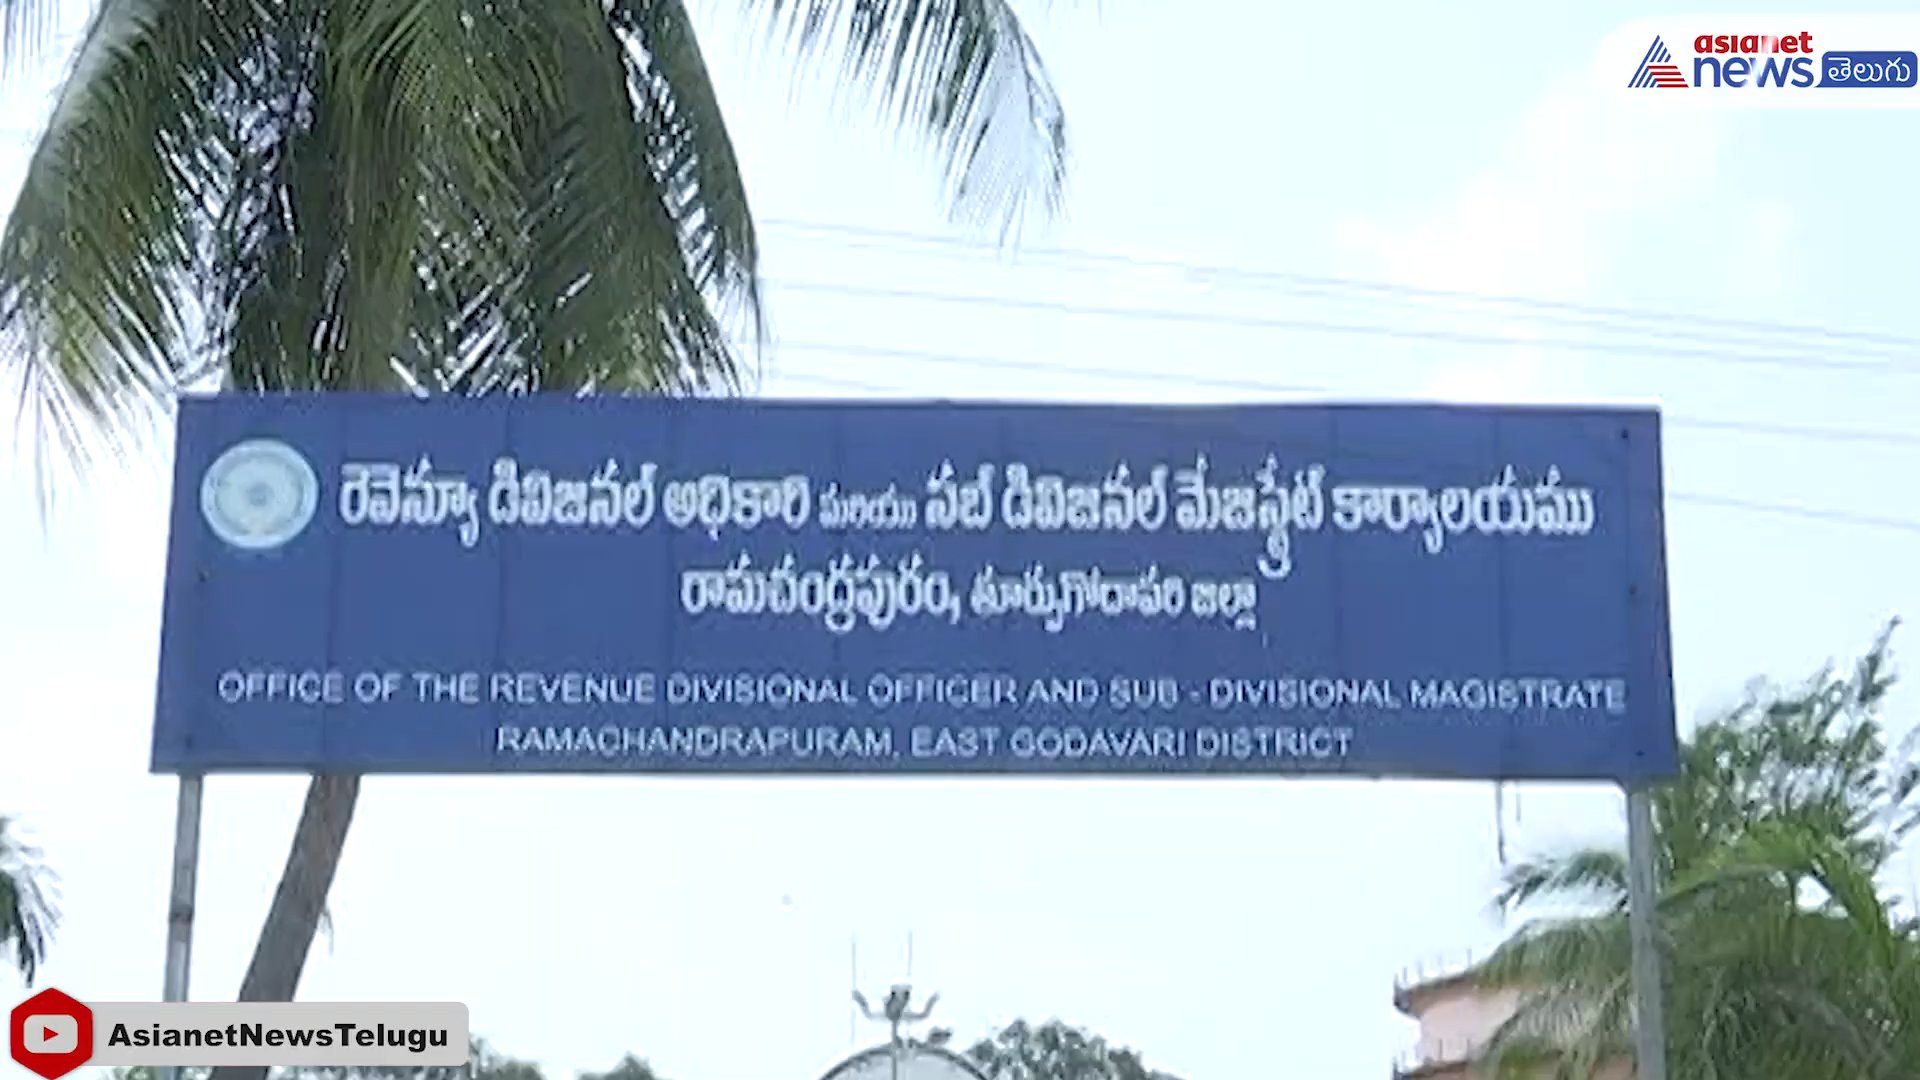 asianet
news తెలుగు
రెవెన్యూ డివిజనల్ అధికారి మరియు సబ్ డివిజనల్ మేజిస్ట్రేట్ కార్యాలయము
రామచంద్రపురం, తూర్పుగోదావరి జిల్లా
OFFICE OF THE REVENUE DIVISIONAL OFFICER AND SUB - DIVISIONAL MAGISTRATE
RAMACHANDRAPURAM, EAST GODAVARI DISTRICT
AsianetNewsTelugu